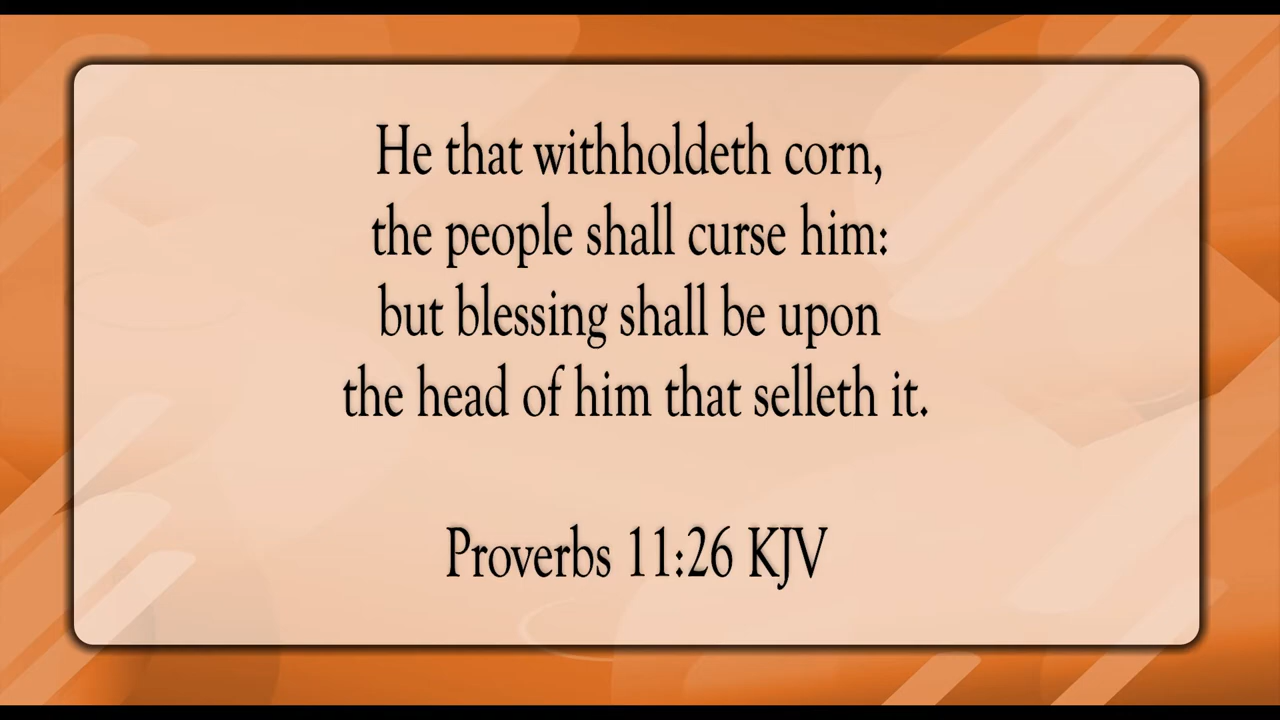 He that withholdeth corn,
the people shall curse him:
but blessing shall be upon
the head of him that selleth it.
Proverbs 11:26 KJV